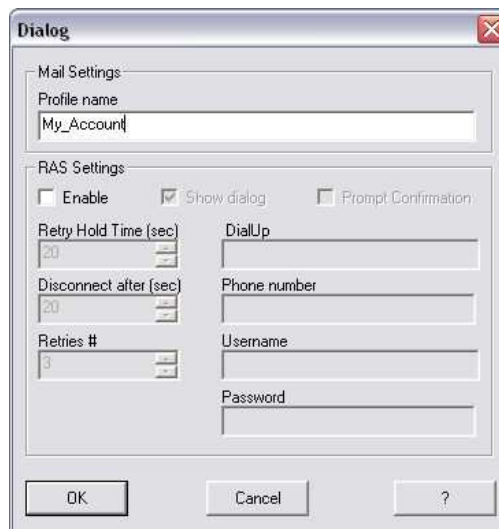 Dialog
Mail Settings
Profile name
My_Account
RAS Settings
Enable Show dialog Prompt Confirmation
Retry Hold Time (sec) DialUp
20
Disconnect after (sec) Phone number
20
Retries # Username
3
Password
OK Cancel ?